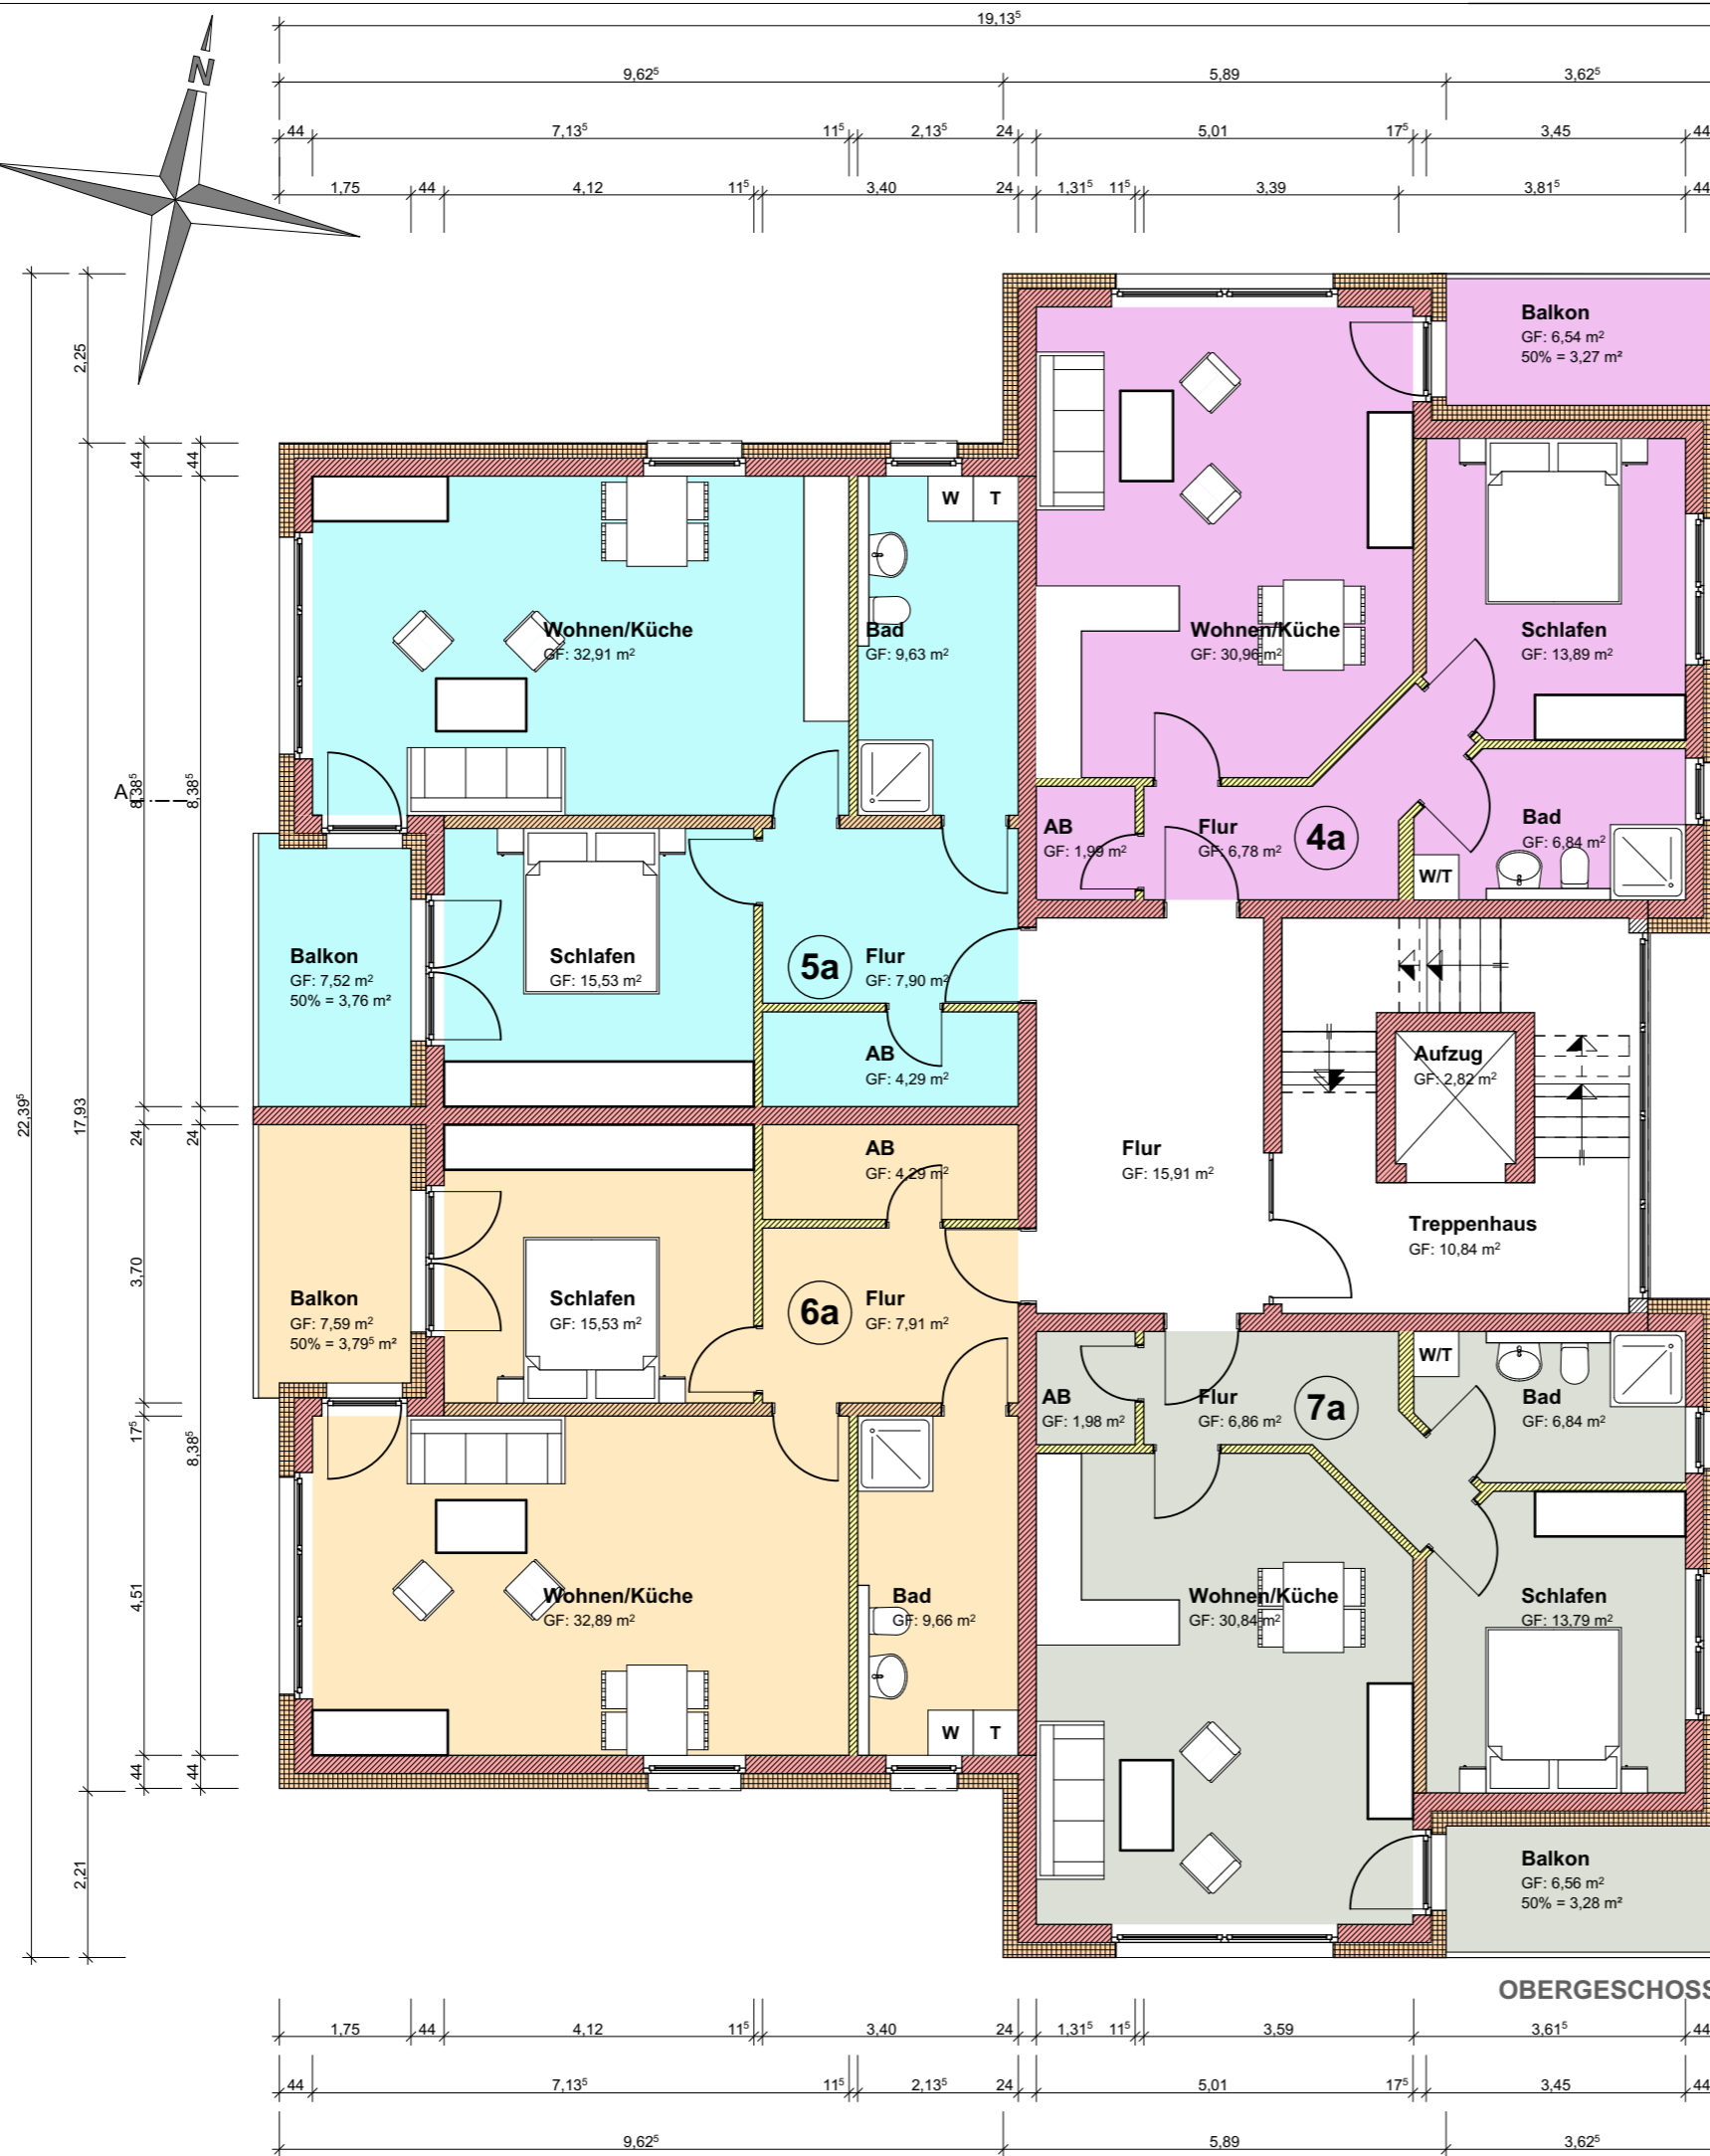 19,13⁵
9,62⁵ 5,89 3,62⁵
44 7,13⁵ 11⁵ 2,13⁵ 24 5,01 17⁵ 3,45 44
1,75 44 4,12 11⁵ 3,40 24 1,31⁵ 11⁵ 3,39 3,81⁵ 44
N
22,39⁵
2,25
17,93
2,21
44
8,38⁵
24
3,70
17⁵
4,51
44
44
8,38⁵
24
8,38⁵
44
A
Balkon
GF: 6,54 m²
50% = 3,27 m²
W T
Wohnen/Küche
GF: 32,91 m²
Bad
GF: 9,63 m²
Wohnen/Küche
GF: 30,96 m²
Schlafen
GF: 13,89 m²
AB
GF: 1,99 m²
Flur
GF: 6,78 m²
4a
Bad
GF: 6,84 m²
W/T
Balkon
GF: 7,52 m²
50% = 3,76 m²
Schlafen
GF: 15,53 m²
5a
Flur
GF: 7,90 m²
AB
GF: 4,29 m²
Aufzug
GF: 2,82 m²
AB
GF: 4,29 m²
Flur
GF: 15,91 m²
Treppenhaus
GF: 10,84 m²
Balkon
GF: 7,59 m²
50% = 3,79⁵ m²
Schlafen
GF: 15,53 m²
6a
Flur
GF: 7,91 m²
AB
GF: 1,98 m²
Flur
GF: 6,86 m²
7a
W/T
Bad
GF: 6,84 m²
Wohnen/Küche
GF: 32,89 m²
Bad
GF: 9,66 m²
Wohnen/Küche
GF: 30,84 m²
Schlafen
GF: 13,79 m²
W T
Balkon
GF: 6,56 m²
50% = 3,28 m²
OBERGESCHOSS
1,75 44 4,12 11⁵ 3,40 24 1,31⁵ 11⁵ 3,59 3,61⁵ 44
44 7,13⁵ 11⁵ 2,13⁵ 24 5,01 17⁵ 3,45 44
9,62⁵ 5,89 3,62⁵